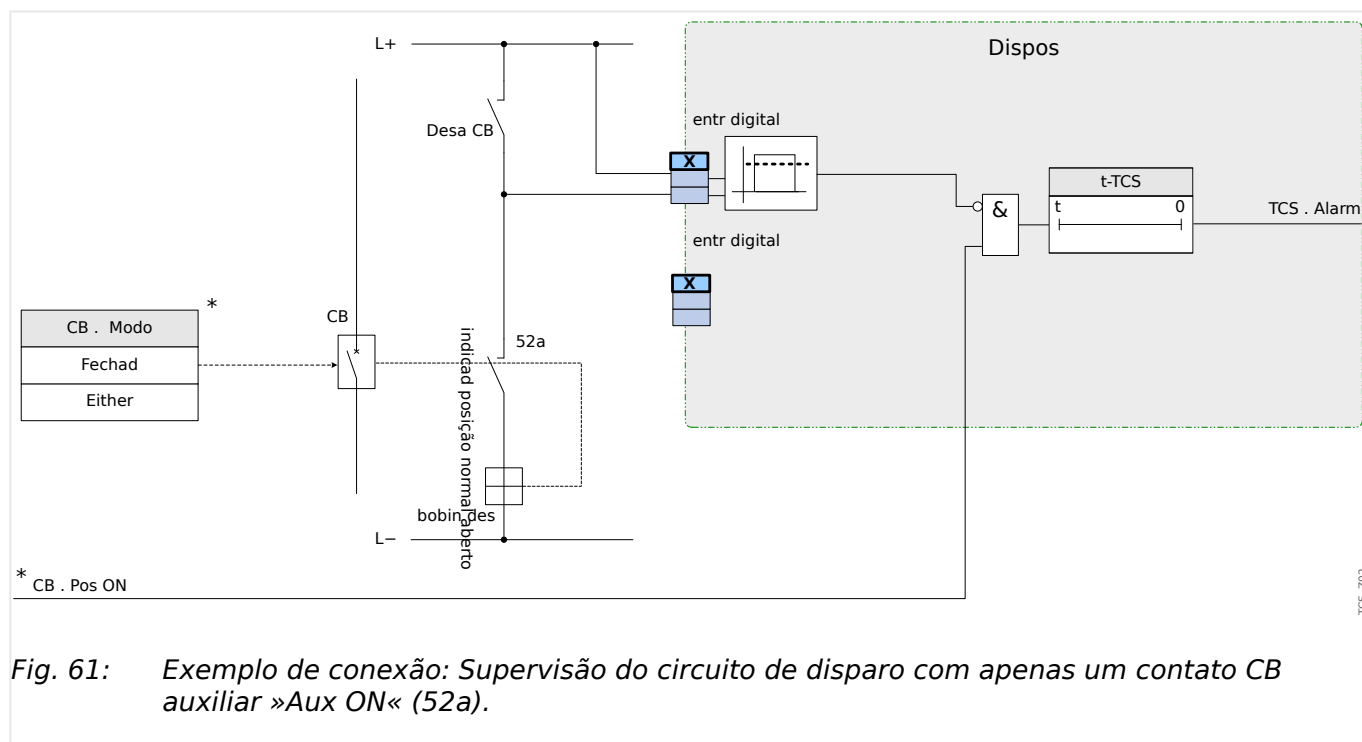 L+
Dispos
entr digital
Desa CB
X
t-TCS
t 0
&
TCS . Alarm
entr digital
X
*
CB . Modo
Fechad
Either
CB
52a
indicad posição normal aberto
bobin des
L−
* CB . Pos ON
Fig. 61: Exemplo de conexão: Supervisão do circuito de disparo com apenas um contato CB
auxiliar »Aux ON« (52a).